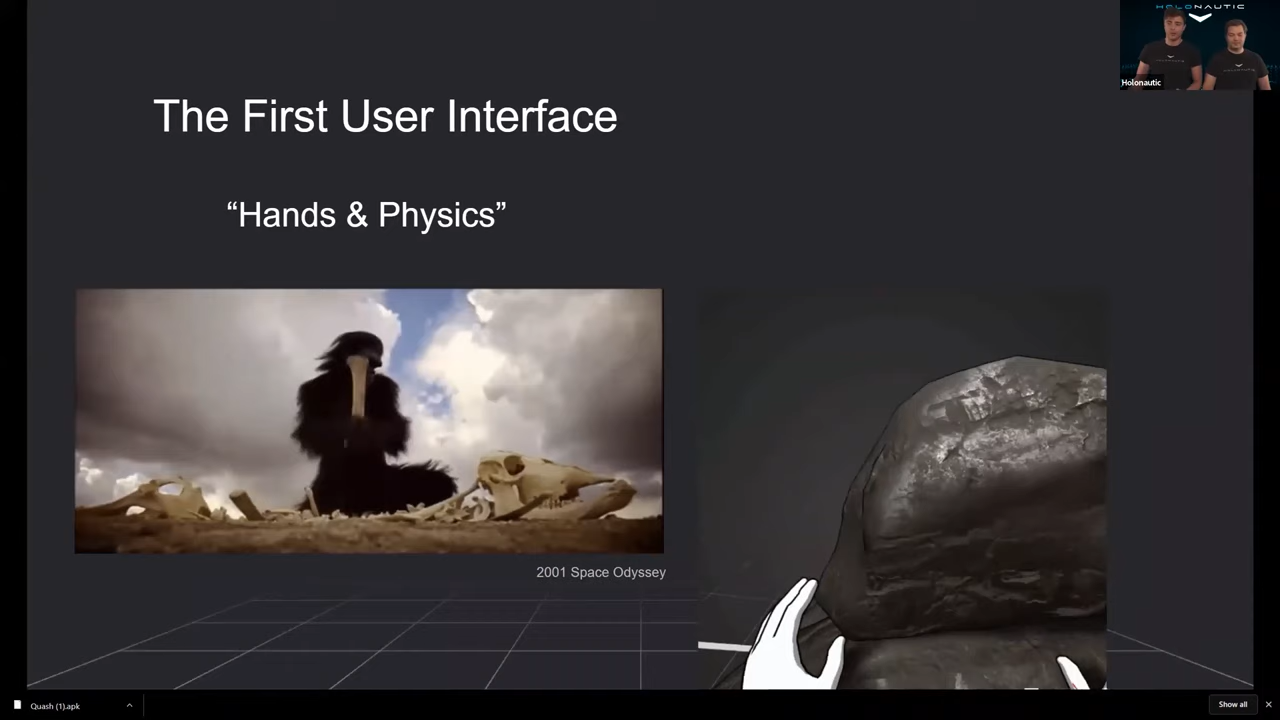 HOLONAUTIC
Holonautic
The First User Interface
“Hands & Physics”
2001 Space Odyssey
Quash (1).apk
Show all